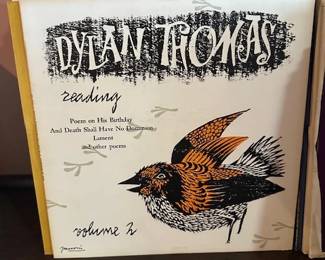 DYLAN THOMAS
reading
Poem on His Birthday
And Death Shall Have No Dominion
Lament
and other poems
volume 2